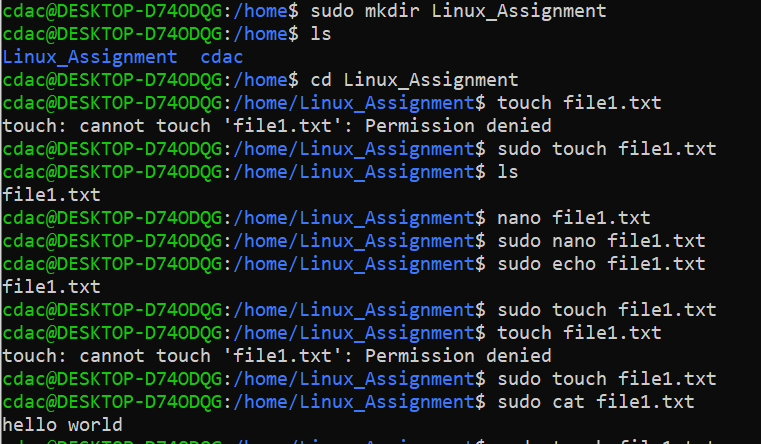 cdac@DESKTOP-D74ODQG:/home$ sudo mkdir Linux_Assignment
cdac@DESKTOP-D74ODQG:/home$ ls
Linux_Assignment  cdac
cdac@DESKTOP-D74ODQG:/home$ cd Linux_Assignment
cdac@DESKTOP-D74ODQG:/home/Linux_Assignment$ touch file1.txt
touch: cannot touch 'file1.txt': Permission denied
cdac@DESKTOP-D74ODQG:/home/Linux_Assignment$ sudo touch file1.txt
cdac@DESKTOP-D74ODQG:/home/Linux_Assignment$ ls
file1.txt
cdac@DESKTOP-D74ODQG:/home/Linux_Assignment$ nano file1.txt
cdac@DESKTOP-D74ODQG:/home/Linux_Assignment$ sudo nano file1.txt
cdac@DESKTOP-D74ODQG:/home/Linux_Assignment$ sudo echo file1.txt
file1.txt
cdac@DESKTOP-D74ODQG:/home/Linux_Assignment$ sudo touch file1.txt
cdac@DESKTOP-D74ODQG:/home/Linux_Assignment$ touch file1.txt
touch: cannot touch 'file1.txt': Permission denied
cdac@DESKTOP-D74ODQG:/home/Linux_Assignment$ sudo touch file1.txt
cdac@DESKTOP-D74ODQG:/home/Linux_Assignment$ sudo cat file1.txt
hello world